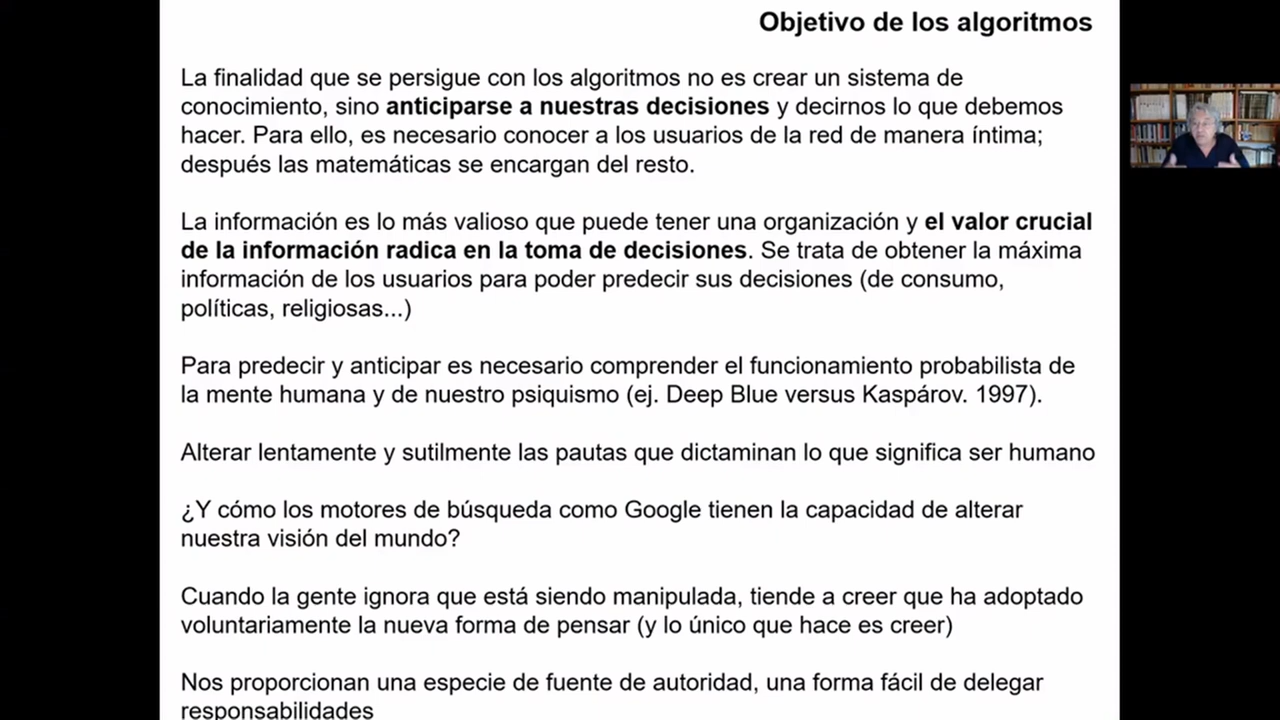 Objetivo de los algoritmos
La finalidad que se persigue con los algoritmos no es crear un sistema de
conocimiento, sino anticiparse a nuestras decisiones y decirnos lo que debemos
hacer. Para ello, es necesario conocer a los usuarios de la red de manera íntima;
después las matemáticas se encargan del resto.
La información es lo más valioso que puede tener una organización y el valor crucial
de la información radica en la toma de decisiones. Se trata de obtener la máxima
información de los usuarios para poder predecir sus decisiones (de consumo,
políticas, religiosas...)
Para predecir y anticipar es necesario comprender el funcionamiento probabilista de
la mente humana y de nuestro psiquismo (ej. Deep Blue versus Kaspárov. 1997).
Alterar lentamente y sutilmente las pautas que dictaminan lo que significa ser humano
¿Y cómo los motores de búsqueda como Google tienen la capacidad de alterar
nuestra visión del mundo?
Cuando la gente ignora que está siendo manipulada, tiende a creer que ha adoptado
voluntariamente la nueva forma de pensar (y lo único que hace es creer)
Nos proporcionan una especie de fuente de autoridad, una forma fácil de delegar
responsabilidades